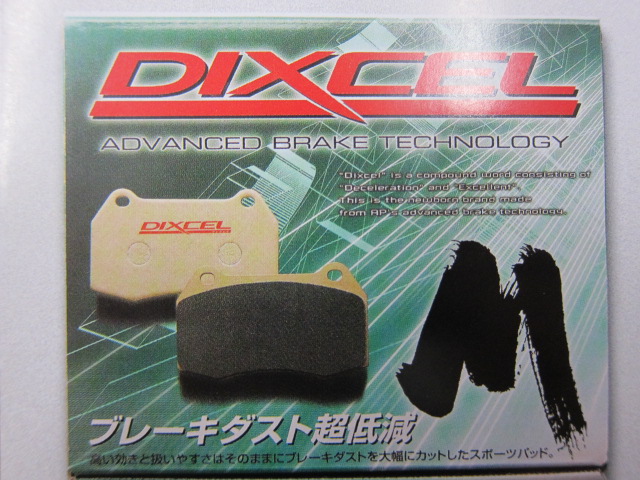 DIXCEL
ADVANCED BRAKE TECHNOLOGY
"Dixcel" is a compound word consisting of
"Deceleration" and "Excellent".
This is the newborn brand made
from RP's advanced brake technology.
DIXCEL
M
ブレーキダスト超低減
高い効きと扱いやすさはそのままにブレーキダストを大幅にカットしたスポーツパッド。